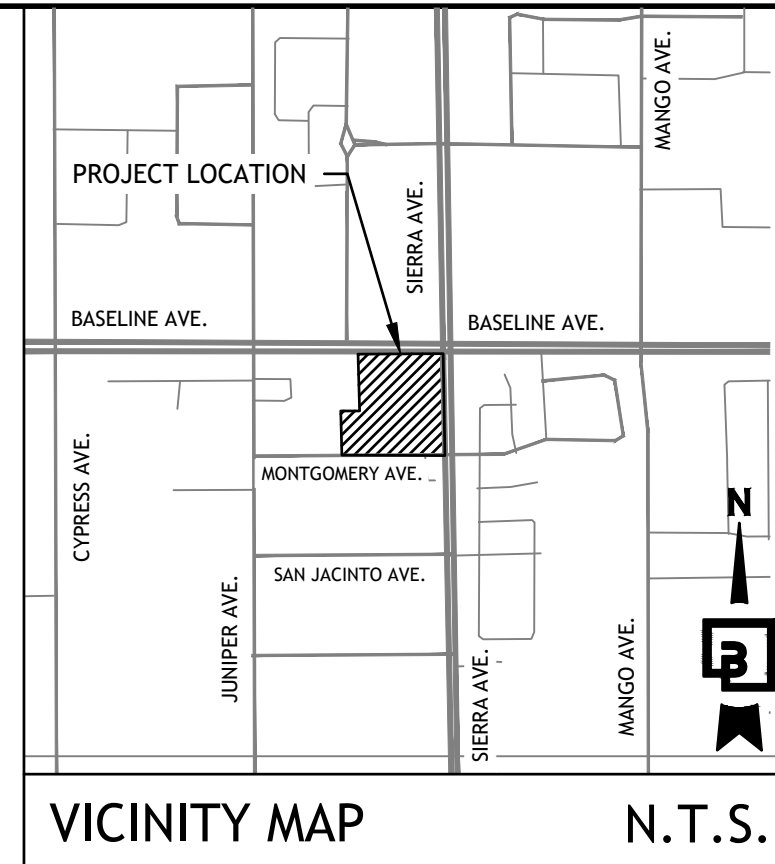 MANGO AVE.
PROJECT LOCATION
SIERRA AVE.
BASELINE AVE.
BASELINE AVE.
CYPRESS AVE.
MONTGOMERY AVE.
N
SAN JACINTO AVE.
JUNIPER AVE.
SIERRA AVE.
MANGO AVE.
VICINITY MAP N.T.S.